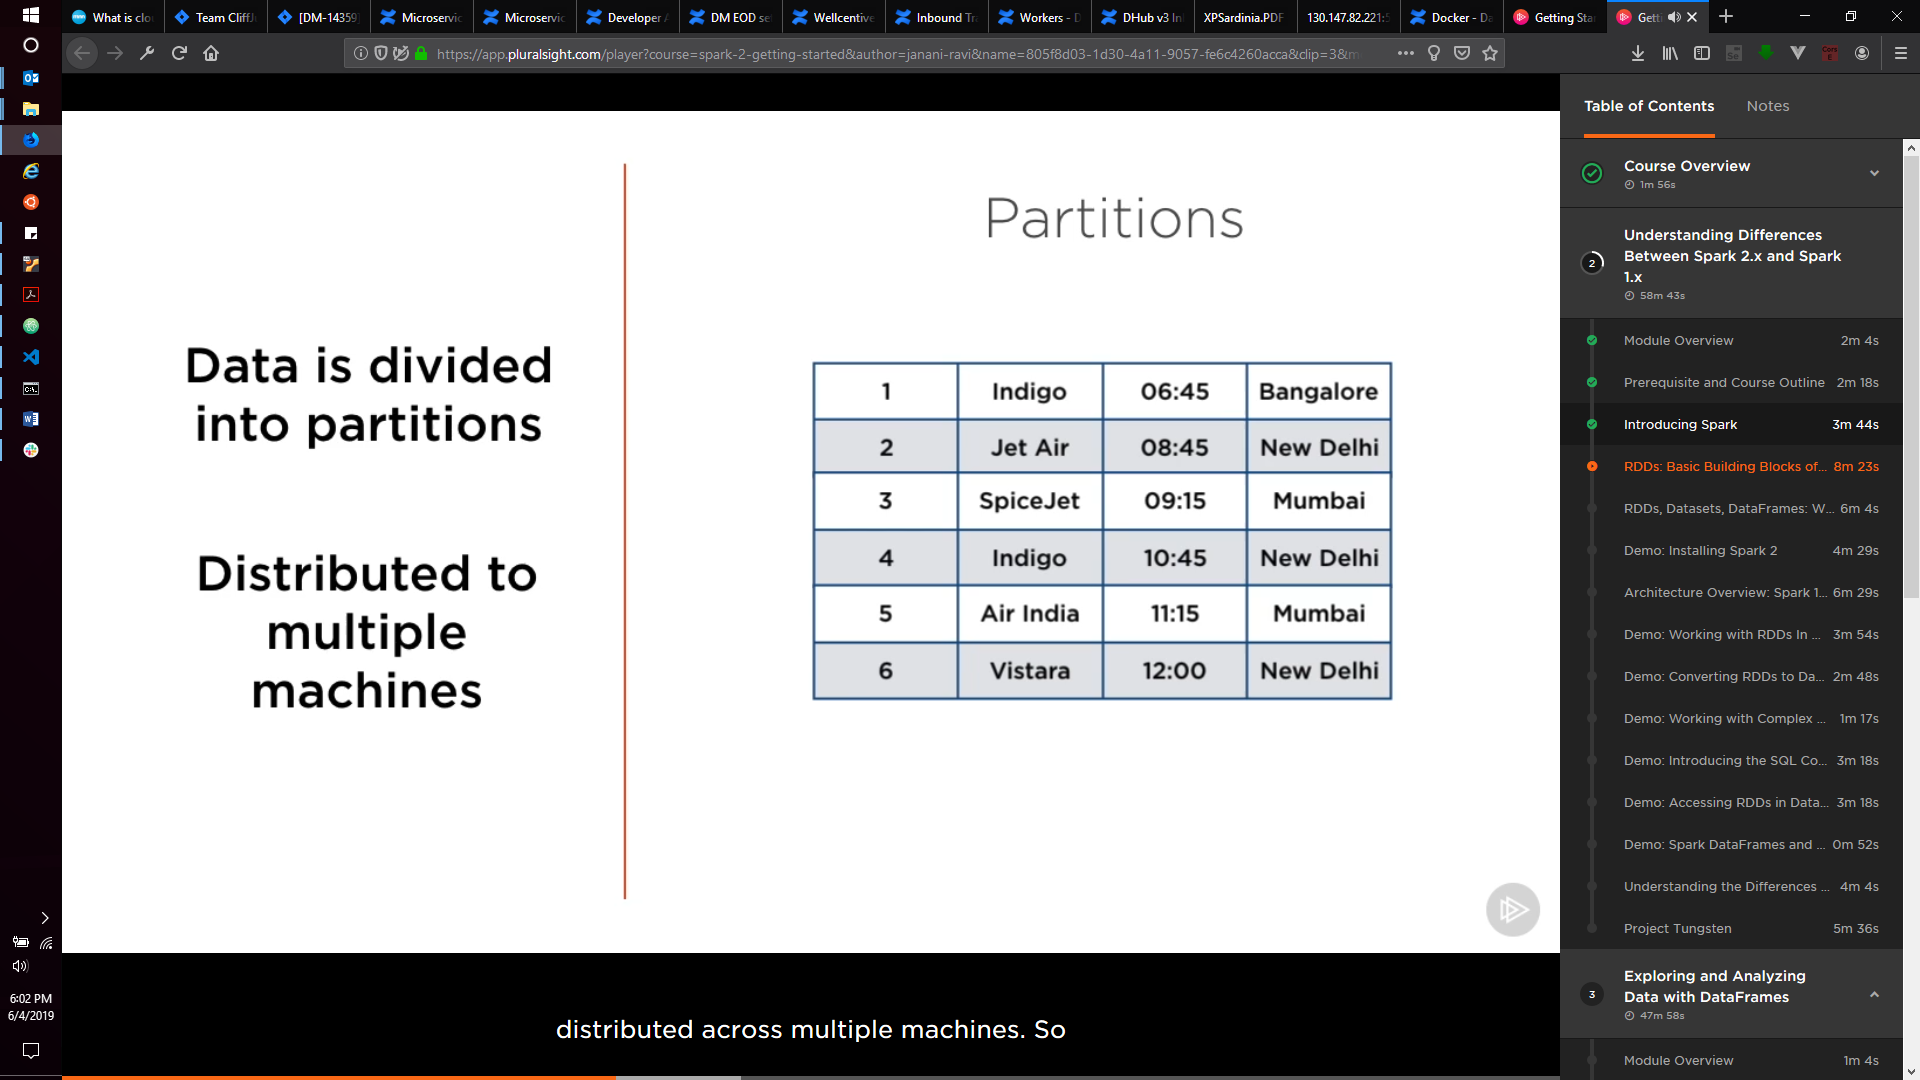 What is clo
Team CliffJ
[DM-14359]
Microservic
Microservic
Developer A
DM EOD se
Wellcentive
Inbound Tr
Workers - D
DHub v3 In
XPSardinia.PDF
130.147.82.221:5
Docker - Da
Getting Sta
Getti
https://app.pluralsight.com/player?course=spark-2-getting-started&author=janani-ravi&name=805f8d03-1d30-4a11-9057-fe6c4260acca&clip=3&m
Data is divided
into partitions
Distributed to
multiple
machines
Partitions
1 Indigo 06:45 Bangalore
2 Jet Air 08:45 New Delhi
3 SpiceJet 09:15 Mumbai
4 Indigo 10:45 New Delhi
5 Air India 11:15 Mumbai
6 Vistara 12:00 New Delhi
distributed across multiple machines. So
Table of Contents Notes
Course Overview
1m 56s
2
Understanding Differences
Between Spark 2.x and Spark
1.x
58m 43s
Module Overview 2m 4s
Prerequisite and Course Outline 2m 18s
Introducing Spark 3m 44s
RDDs: Basic Building Blocks of... 8m 23s
RDDs, Datasets, DataFrames: W... 6m 4s
Demo: Installing Spark 2 4m 29s
Architecture Overview: Spark 1... 6m 29s
Demo: Working with RDDs In ... 3m 54s
Demo: Converting RDDs to Da... 2m 48s
Demo: Working with Complex ... 1m 17s
Demo: Introducing the SQL Co... 3m 18s
Demo: Accessing RDDs in Data... 3m 18s
Demo: Spark DataFrames and ... 0m 52s
Understanding the Differences ... 4m 4s
Project Tungsten 5m 36s
3
Exploring and Analyzing
Data with DataFrames
47m 58s
Module Overview 1m 4s
6:02 PM
6/4/2019